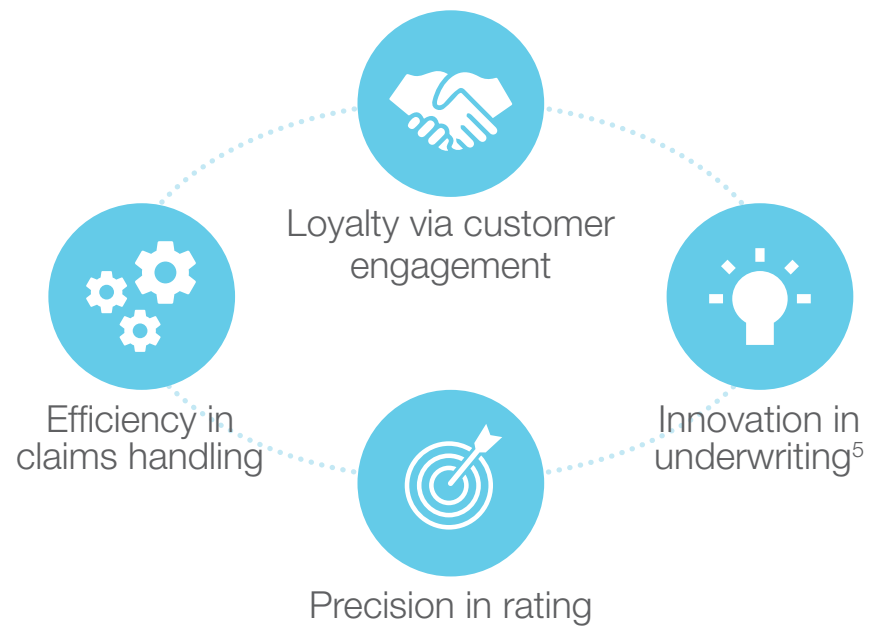 Loyalty via customer
engagement
Efficiency in
claims handling
Innovation in
underwriting⁵
Precision in rating